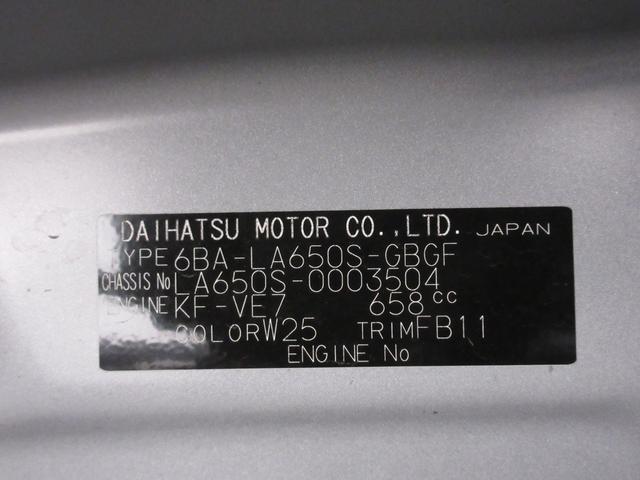 DAIHATSU MOTOR CO.,LTD. JAPAN
TYPE 6BA-LA650S-GBGF
CHASSIS No LA650S-0003504
ENGINE KF-VE7 658cc
COLOR W25 TRIM FB11
ENGINE No